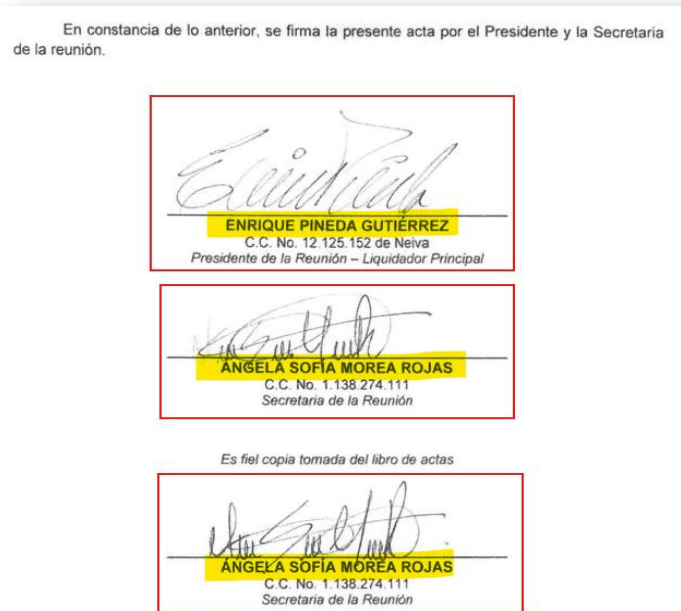 En constancia de lo anterior, se firma la presente acta por el Presidente y la Secretaria
de la reunión.
ENRIQUE PINEDA GUTIÉRREZ
C.C. No. 12.125.152 de Neiva
Presidente de la Reunión – Liquidador Principal
ÁNGELA SOFÍA MOREA ROJAS
C.C. No. 1.138.274.111
Secretaria de la Reunión
Es fiel copia tomada del libro de actas
ÁNGELA SOFÍA MOREA ROJAS
C.C. No. 1.138.274.111
Secretaria de la Reunión